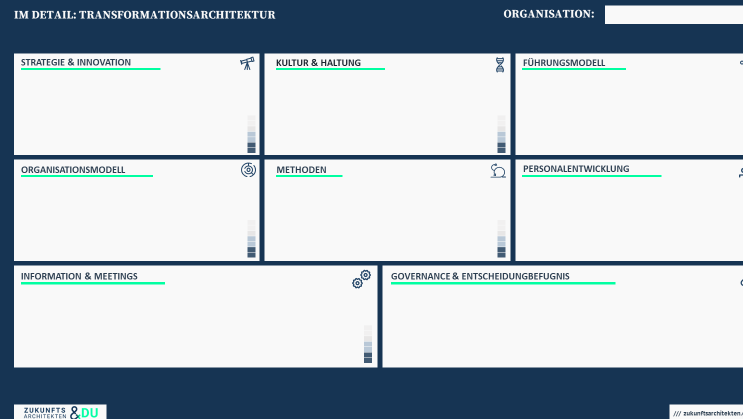 IM DETAIL: TRANSFORMATIONSARCHITEKTUR
ORGANISATION:
STRATEGIE & INNOVATION
KULTUR & HALTUNG
FÜHRUNGSMODELL
ORGANISATIONSMODELL
METHODEN
PERSONALENTWICKLUNG
INFORMATION & MEETINGS
GOVERNANCE & ENTSCHEIDUNGBEFUGNIS
ZUKUNFTS
ARCHITEKTEN &DU
/// zukunftsarchitekten